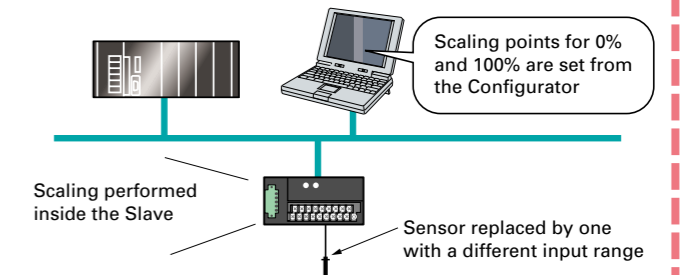 Scaling points for 0%
and 100% are set from
the Configurator
Scaling performed
inside the Slave
Sensor replaced by one
with a different input range